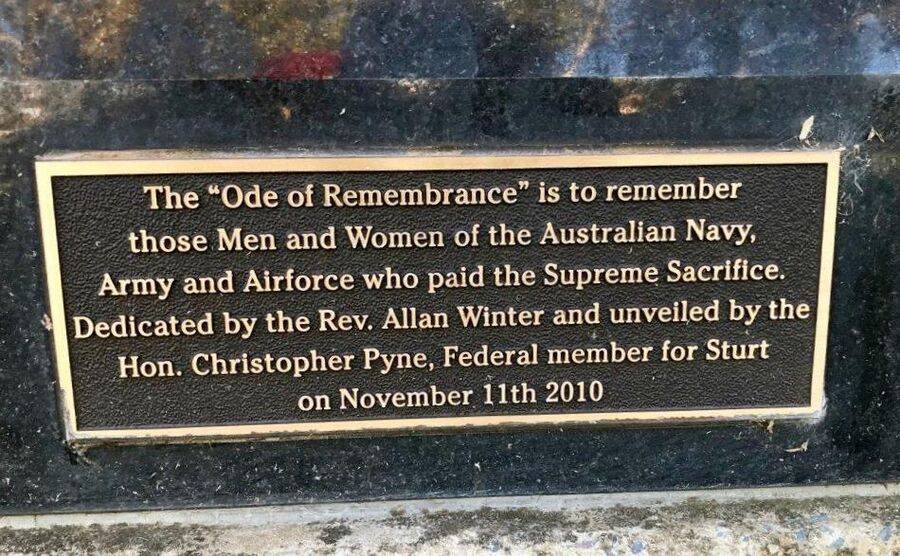 The “Ode of Remembrance” is to remember
those Men and Women of the Australian Navy,
Army and Airforce who paid the Supreme Sacrifice.
Dedicated by the Rev. Allan Winter and unveiled by the
Hon. Christopher Pyne, Federal member for Sturt
on November 11th 2010